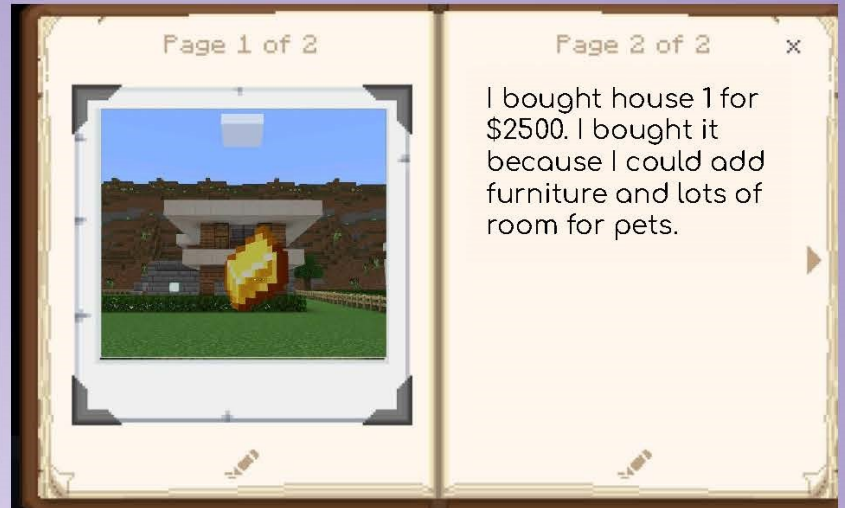 Page 1 of 2
Page 2 of 2
x
I bought house 1 for
$2500. I bought it
because I could add
furniture and lots of
room for pets.